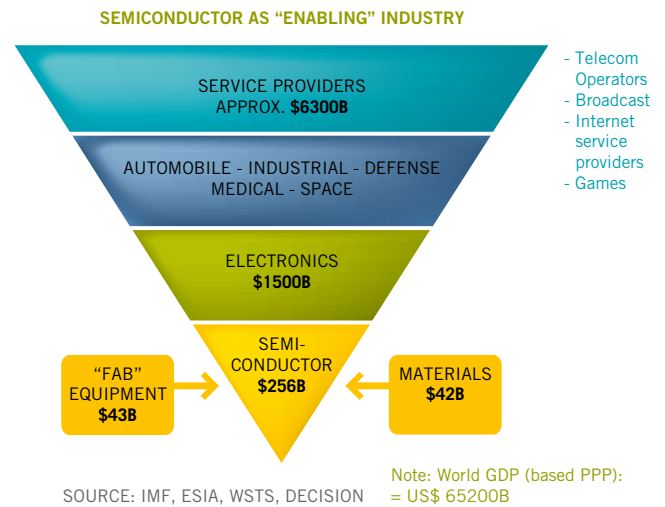 SEMICONDUCTOR AS “ENABLING” INDUSTRY
SERVICE PROVIDERS
APPROX. $6300B
- Telecom
Operators
- Broadcast
- Internet
service
providers
- Games
AUTOMOBILE - INDUSTRIAL - DEFENSE
MEDICAL - SPACE
ELECTRONICS
$1500B
SEMI-
CONDUCTOR
$256B
“FAB”
EQUIPMENT
$43B
MATERIALS
$42B
SOURCE: IMF, ESIA, WSTS, DECISION
Note: World GDP (based PPP):
= US$ 65200B